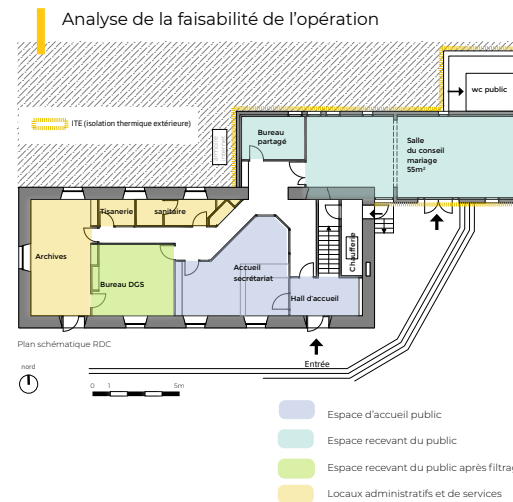 Analyse de la faisabilité de l'opération
wc public
ITE (isolation thermique extérieure)
Bureau
partagé
Salle
du conseil
mariage
55m²
Tisanerie
sanitaire
Archives
Bureau DGS
Accueil
secrétariat
Chaufferie
Hall d'accueil
Plan schématique RDC
Entrée
nord
0 1 5m
Espace d'accueil public
Espace recevant du public
Espace recevant du public après filtrag
Locaux administratifs et de services